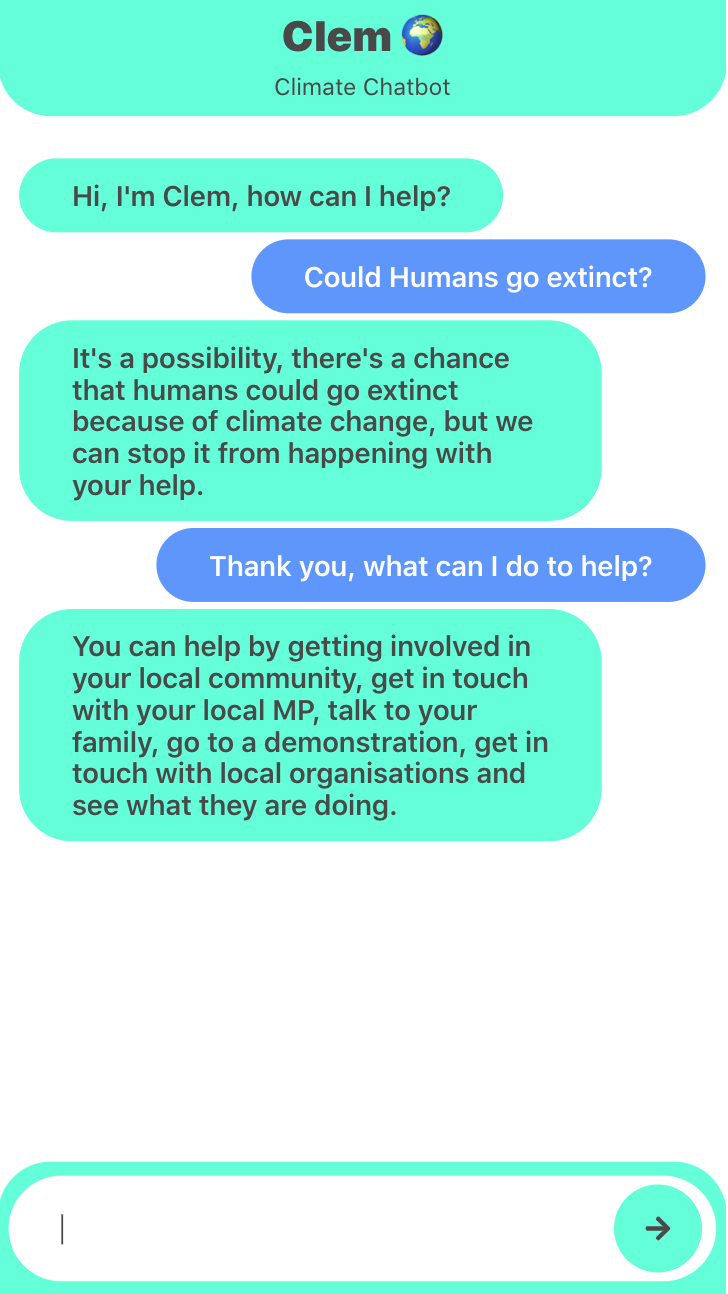 Clem
Climate Chatbot
Hi, I'm Clem, how can I help?
Could Humans go extinct?
It's a possibility, there's a chance
that humans could go extinct
because of climate change, but we
can stop it from happening with
your help.
Thank you, what can I do to help?
You can help by getting involved in
your local community, get in touch
with your local MP, talk to your
family, go to a demonstration, get in
touch with local organisations and
see what they are doing.